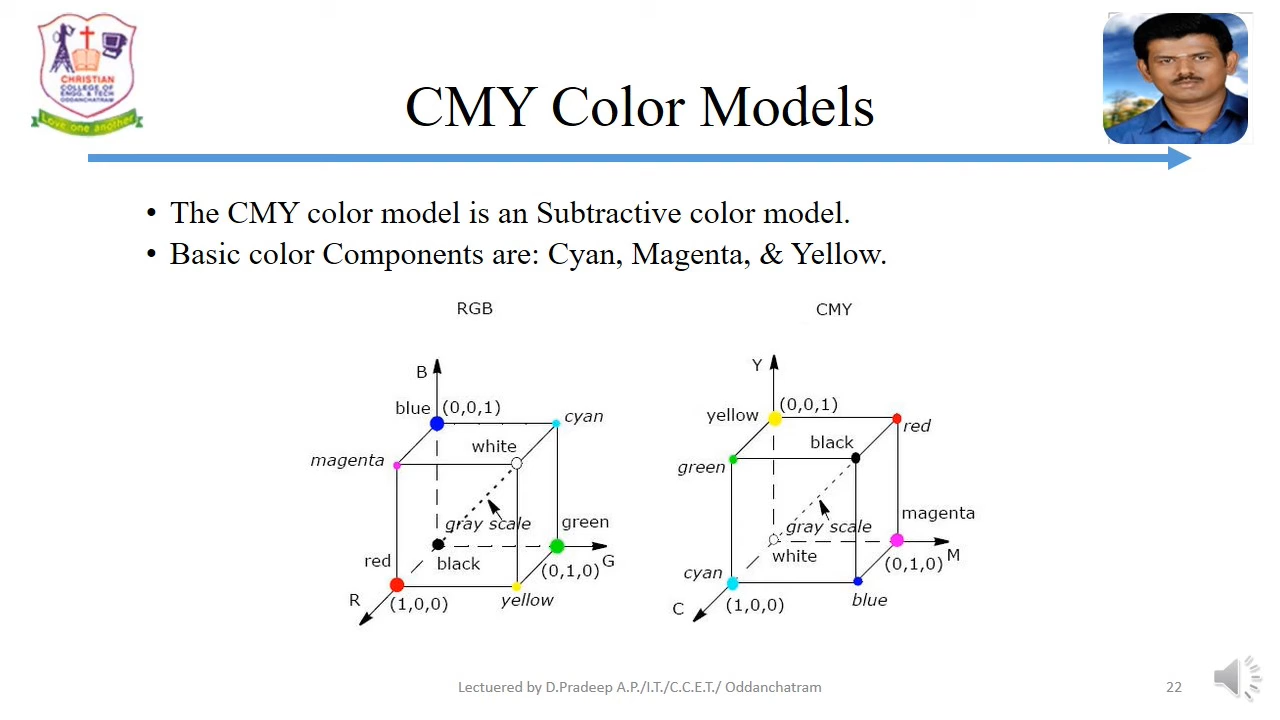 CHRISTIAN
COLLEGE OF
ENGG. & TECH
ODDANCHATRAM
Love one another
CMY Color Models
• The CMY color model is an Subtractive color model.
• Basic color Components are: Cyan, Magenta, & Yellow.
RGB
B
blue (0,0,1)
cyan
white
magenta
gray scale
green
red
black
(0,1,0) G
R
(1,0,0)
yellow
CMY
Y
(0,0,1)
yellow
red
black
green
magenta
gray scale
white
M
(0,1,0)
cyan
C
(1,0,0)
blue
Lectuered by D.Pradeep A.P./I.T./C.C.E.T./ Oddanchatram
22